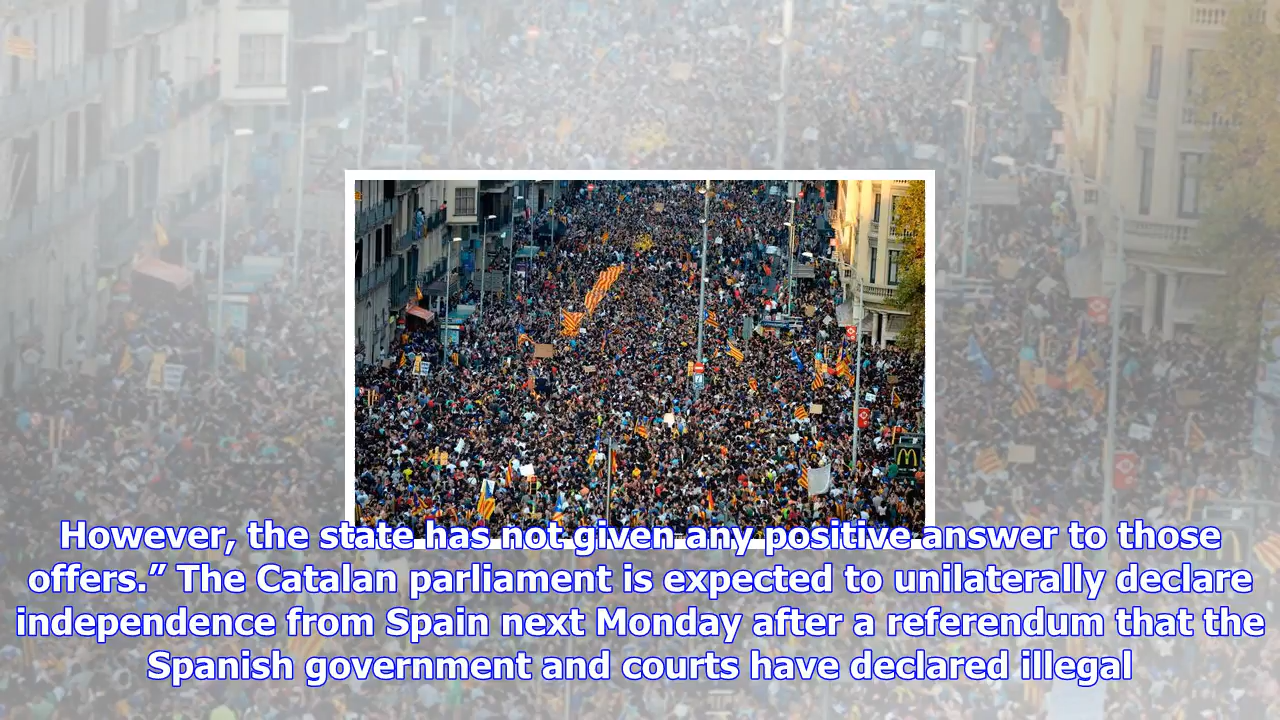 However, the state has not given any positive answer to those
offers.” The Catalan parliament is expected to unilaterally declare
independence from Spain next Monday after a referendum that the
Spanish government and courts have declared illegal